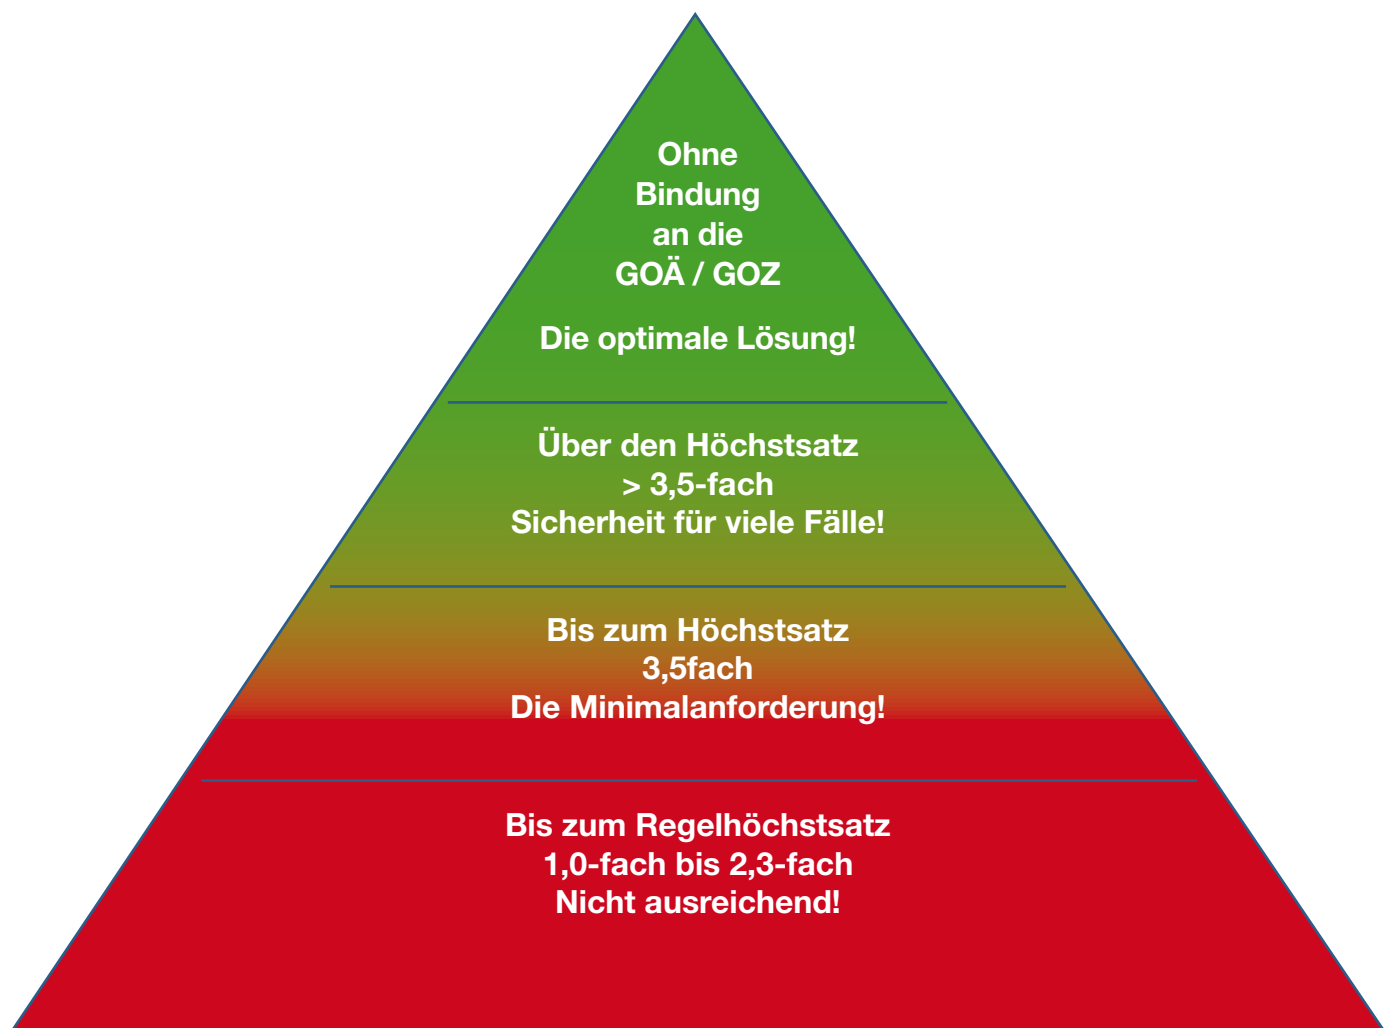 Ohne
Bindung
an die
GOÄ / GOZ
Die optimale Lösung!
Über den Höchstsatz
> 3,5-fach
Sicherheit für viele Fälle!
Bis zum Höchstsatz
3,5fach
Die Minimalanforderung!
Bis zum Regelhöchstsatz
1,0-fach bis 2,3-fach
Nicht ausreichend!